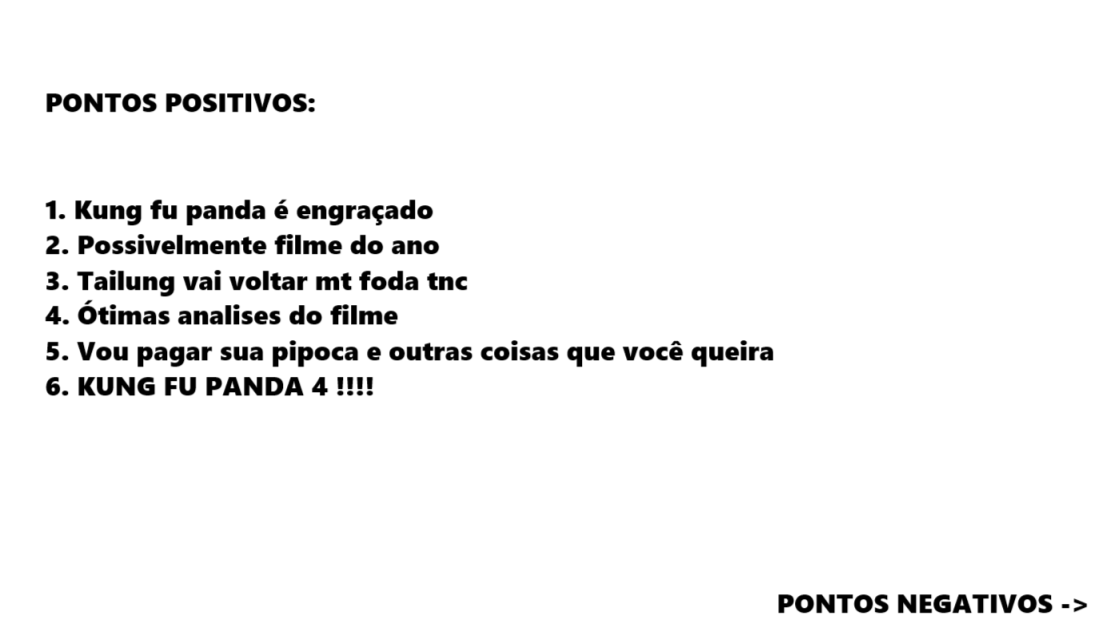 PONTOS POSITIVOS:
1. Kung fu panda é engraçado
2. Possivelmente filme do ano
3. Tailung vai voltar mt foda tnc
4. Ótimas analises do filme
5. Vou pagar sua pipoca e outras coisas que você queira
6. KUNG FU PANDA 4 !!!!
PONTOS NEGATIVOS ->